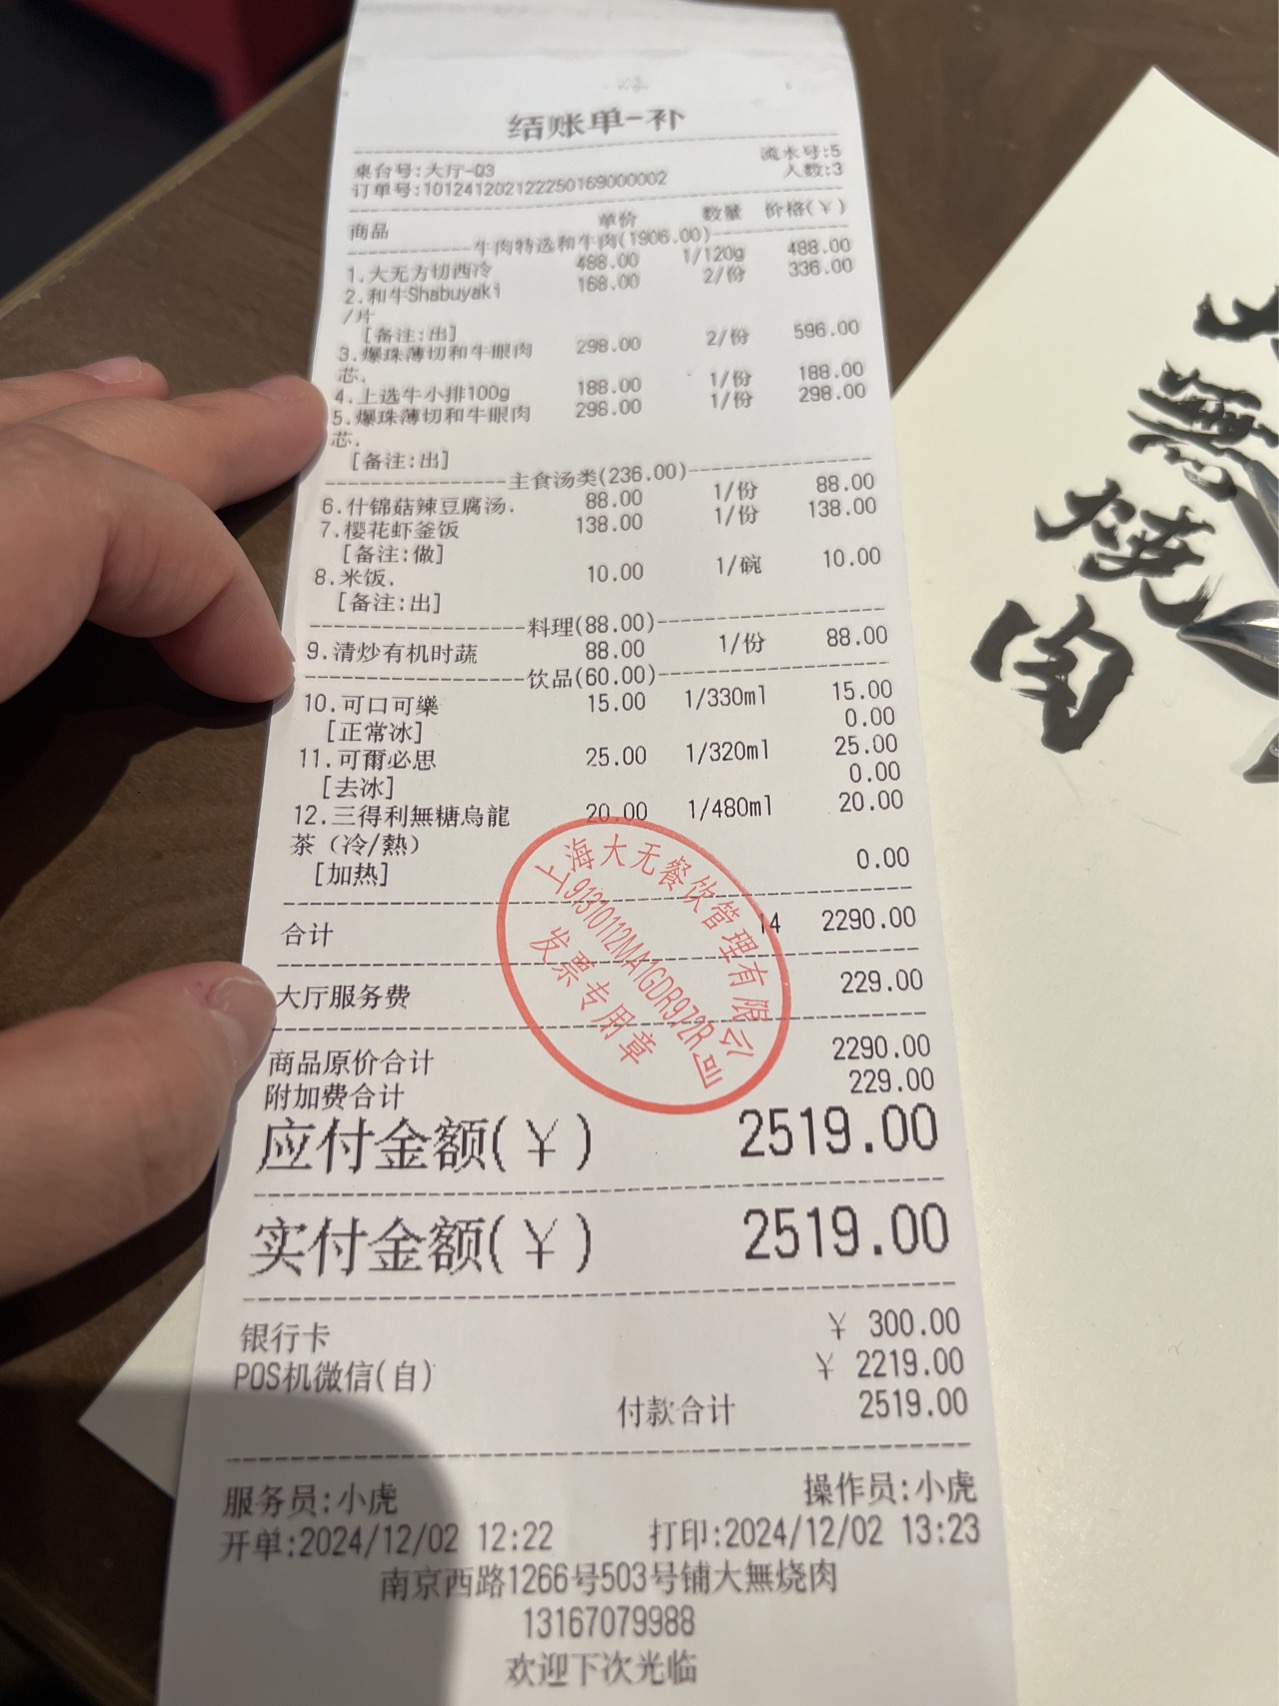 结账单-补
桌台号:大厅-Q3 流水号:5
订单号:101241202122250169000002 人数:3
商品 单价 数量 价格(¥)
牛肉特选和牛肉(1906.00)
1.大无方切西冷 488.00 1/120g 488.00
2.和牛Shabuyaki 168.00 2/份 336.00
/片
[备注:出]
3.爆珠薄切和牛眼肉 298.00 2/份 596.00
芯.
4.上选牛小排100g 188.00 1/份 188.00
5.爆珠薄切和牛眼肉 298.00 1/份 298.00
芯.
[备注:出]
主食汤类(236.00)
6.什锦菇辣豆腐汤. 88.00 1/份 88.00
7.樱花虾釜饭 138.00 1/份 138.00
[备注:做]
8.米饭. 10.00 1/碗 10.00
[备注:出]
料理(88.00)
9.清炒有机时蔬 88.00 1/份 88.00
饮品(60.00)
10.可口可樂 15.00 1/330ml 15.00
[正常冰] 0.00
11.可爾必思 25.00 1/320ml 25.00
[去冰] 0.00
12.三得利無糖烏龍 20.00 1/480ml 20.00
茶（冷/熱）
[加热] 0.00
合计 14 2290.00
大厅服务费 229.00
商品原价合计 2290.00
附加费合计 229.00
应付金额(¥) 2519.00
实付金额(¥) 2519.00
银行卡 ¥ 300.00
POS机微信(自) ¥ 2219.00
付款合计 2519.00
服务员:小虎 操作员:小虎
开单:2024/12/02 12:22 打印:2024/12/02 13:23
南京西路1266号503号铺大無烧肉
13167079988
欢迎下次光临
上海大无餐饮管理有限公司
91310112MA1GDR972R
发票专用章
無
焼
肉